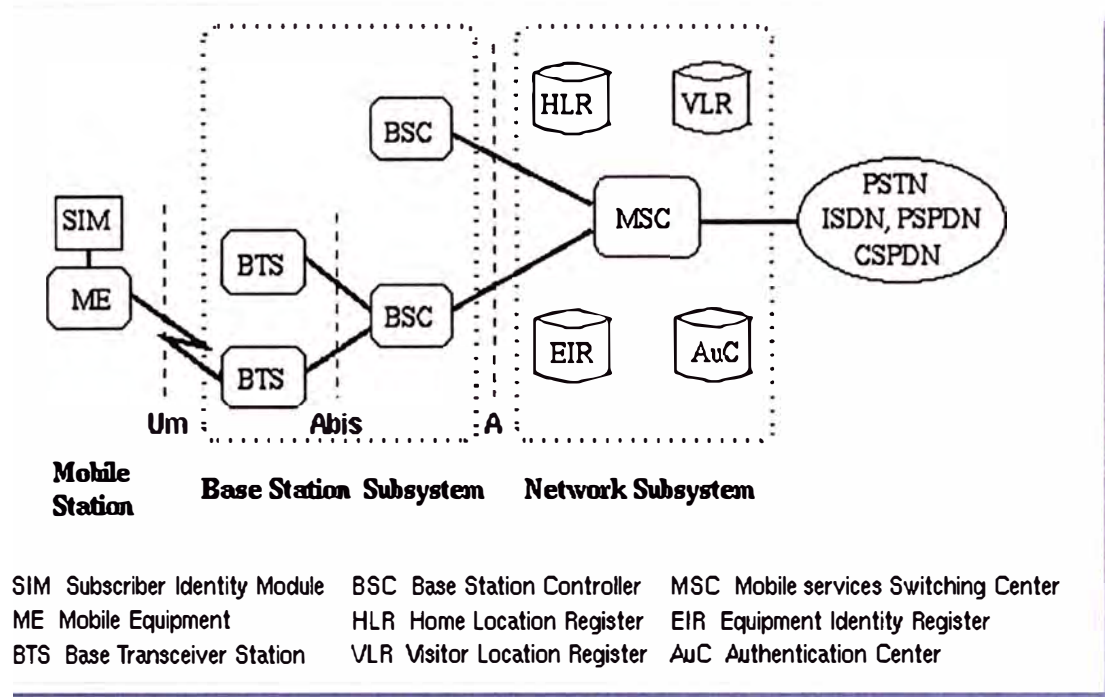 HLR
VLR
BSC
PSTN
ISDN, PSPDN
CSPDN
MSC
SIM
BTS
ME
BSC
EIR
AuC
BTS
Um
Abis
A
Mobile
Station
Base Station Subsystem
Network Subsystem
SIM Subscriber Identity Module
BSC Base Station Controller
MSC Mobile services Switching Center
ME Mobile Equipment
HLR Home Location Register
EIR Equipment Identity Register
BTS Base Transceiver Station
VLR Visitor Location Register
AuC Authentication Center